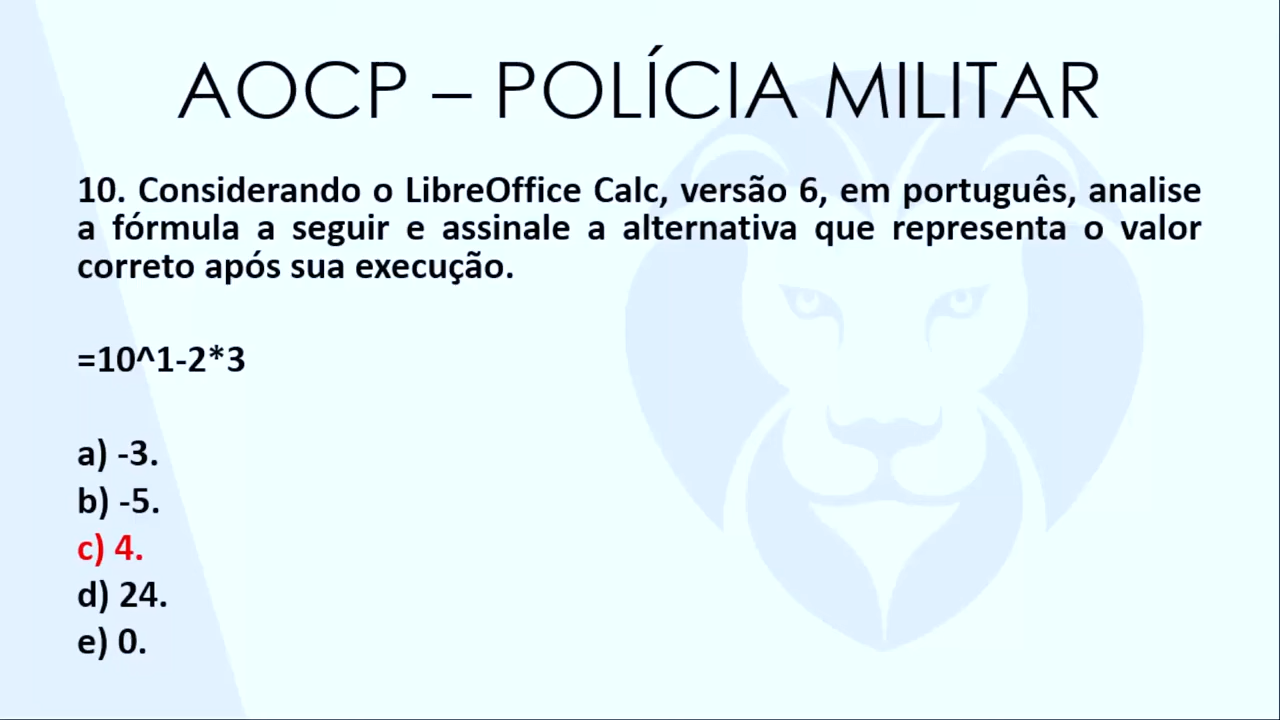 AOCP – POLÍCIA MILITAR
10. Considerando o LibreOffice Calc, versão 6, em português, analise
a fórmula a seguir e assinale a alternativa que representa o valor
correto após sua execução.
=10^1-2*3
a) -3.
b) -5.
c) 4.
d) 24.
e) 0.